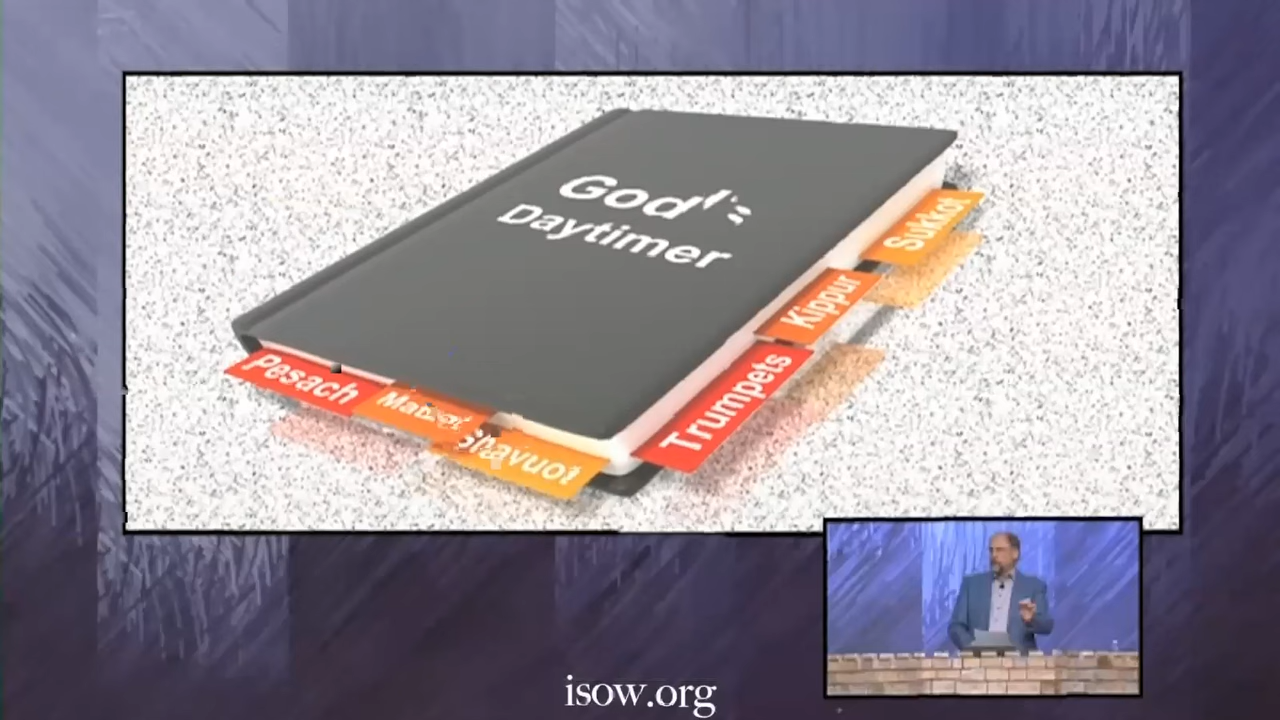 God's
Daytimer
Pesach
Shavuot
Trumpets
Kippur
Sukkot
isow.org